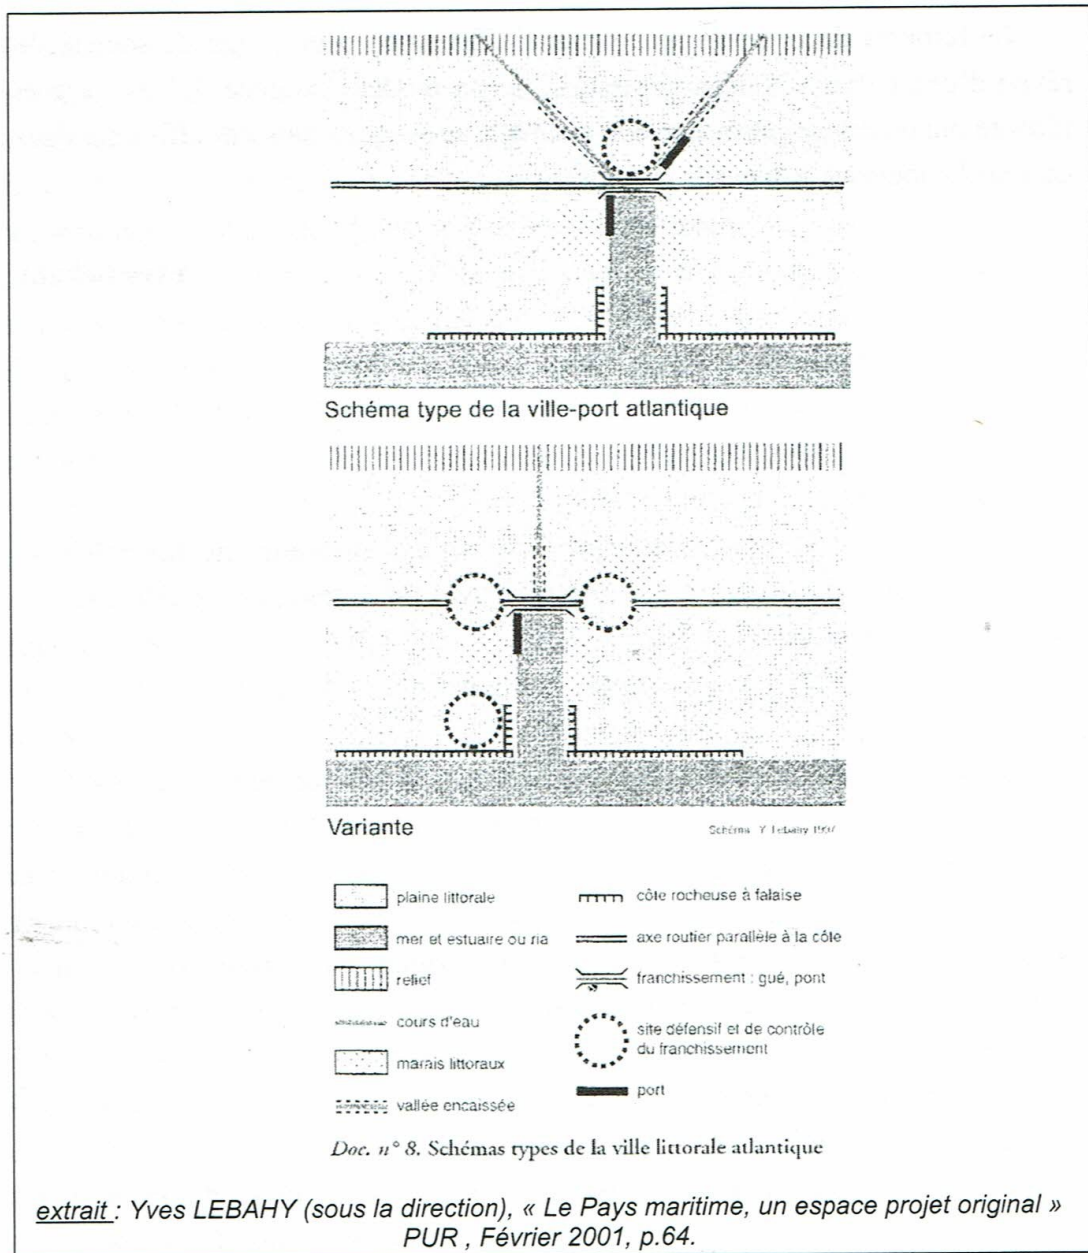 Schéma type de la ville-port atlantique
Variante
Schéma Y Lebahy 1997
plaine littorale
mer et estuaire ou ria
relief
cours d'eau
marais littoraux
vallée encaissée
côte rocheuse à falaise
axe routier parallèle à la côte
franchissement : gué, pont
site défensif et de contrôle
du franchissement
port
Doc. n° 8. Schémas types de la ville littorale atlantique
extrait : Yves LEBAHY (sous la direction), « Le Pays maritime, un espace projet original »
PUR , Février 2001, p.64.